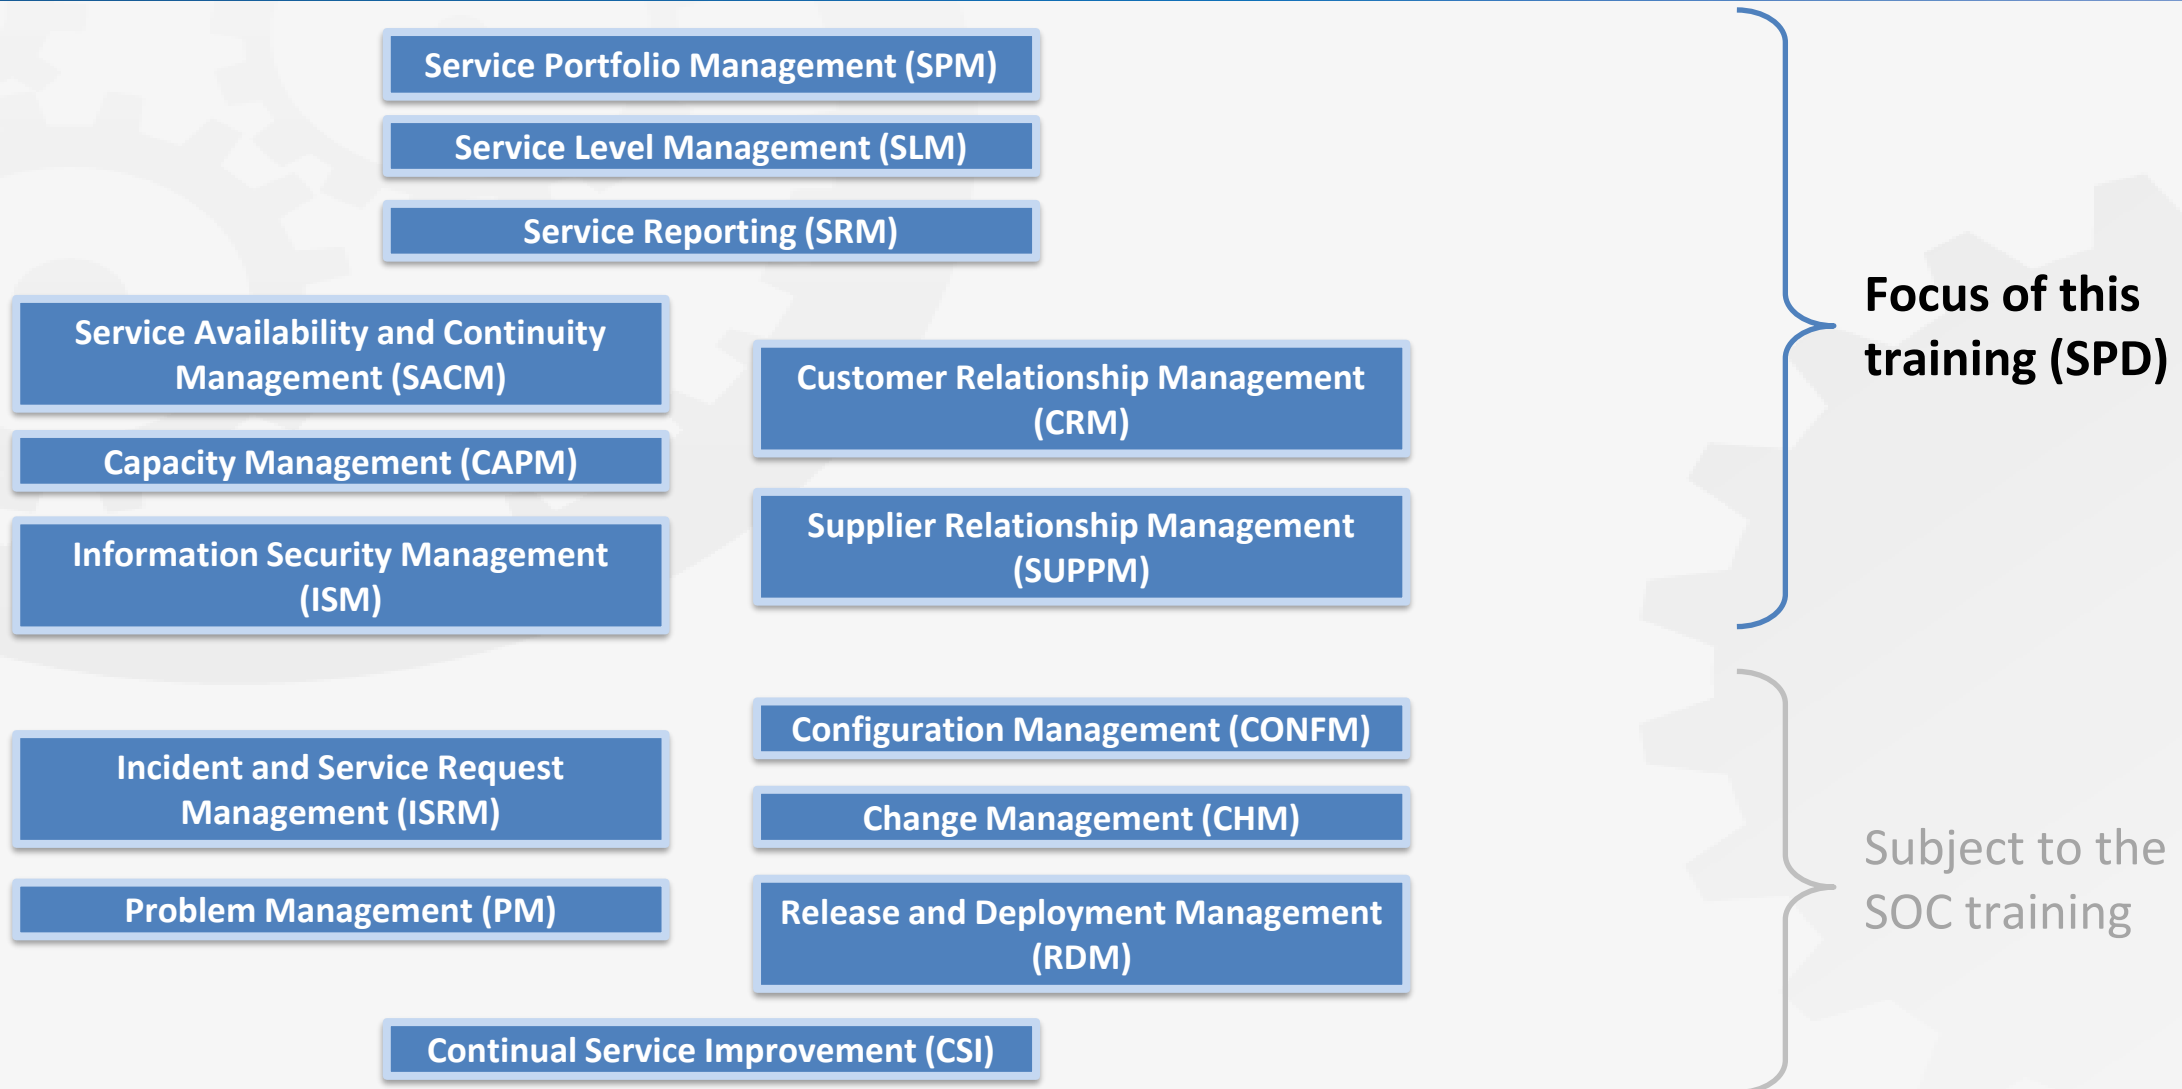 Service Portfolio Management (SPM)
Service Level Management (SLM)
Service Reporting (SRM)
Service Availability and Continuity
Management (SACM)
Capacity Management (CAPM)
Information Security Management
(ISM)
Customer Relationship Management
(CRM)
Supplier Relationship Management
(SUPPM)
Focus of this
training (SPD)
Incident and Service Request
Management (ISRM)
Problem Management (PM)
Configuration Management (CONFM)
Change Management (CHM)
Release and Deployment Management
(RDM)
Continual Service Improvement (CSI)
Subject to the
SOC training